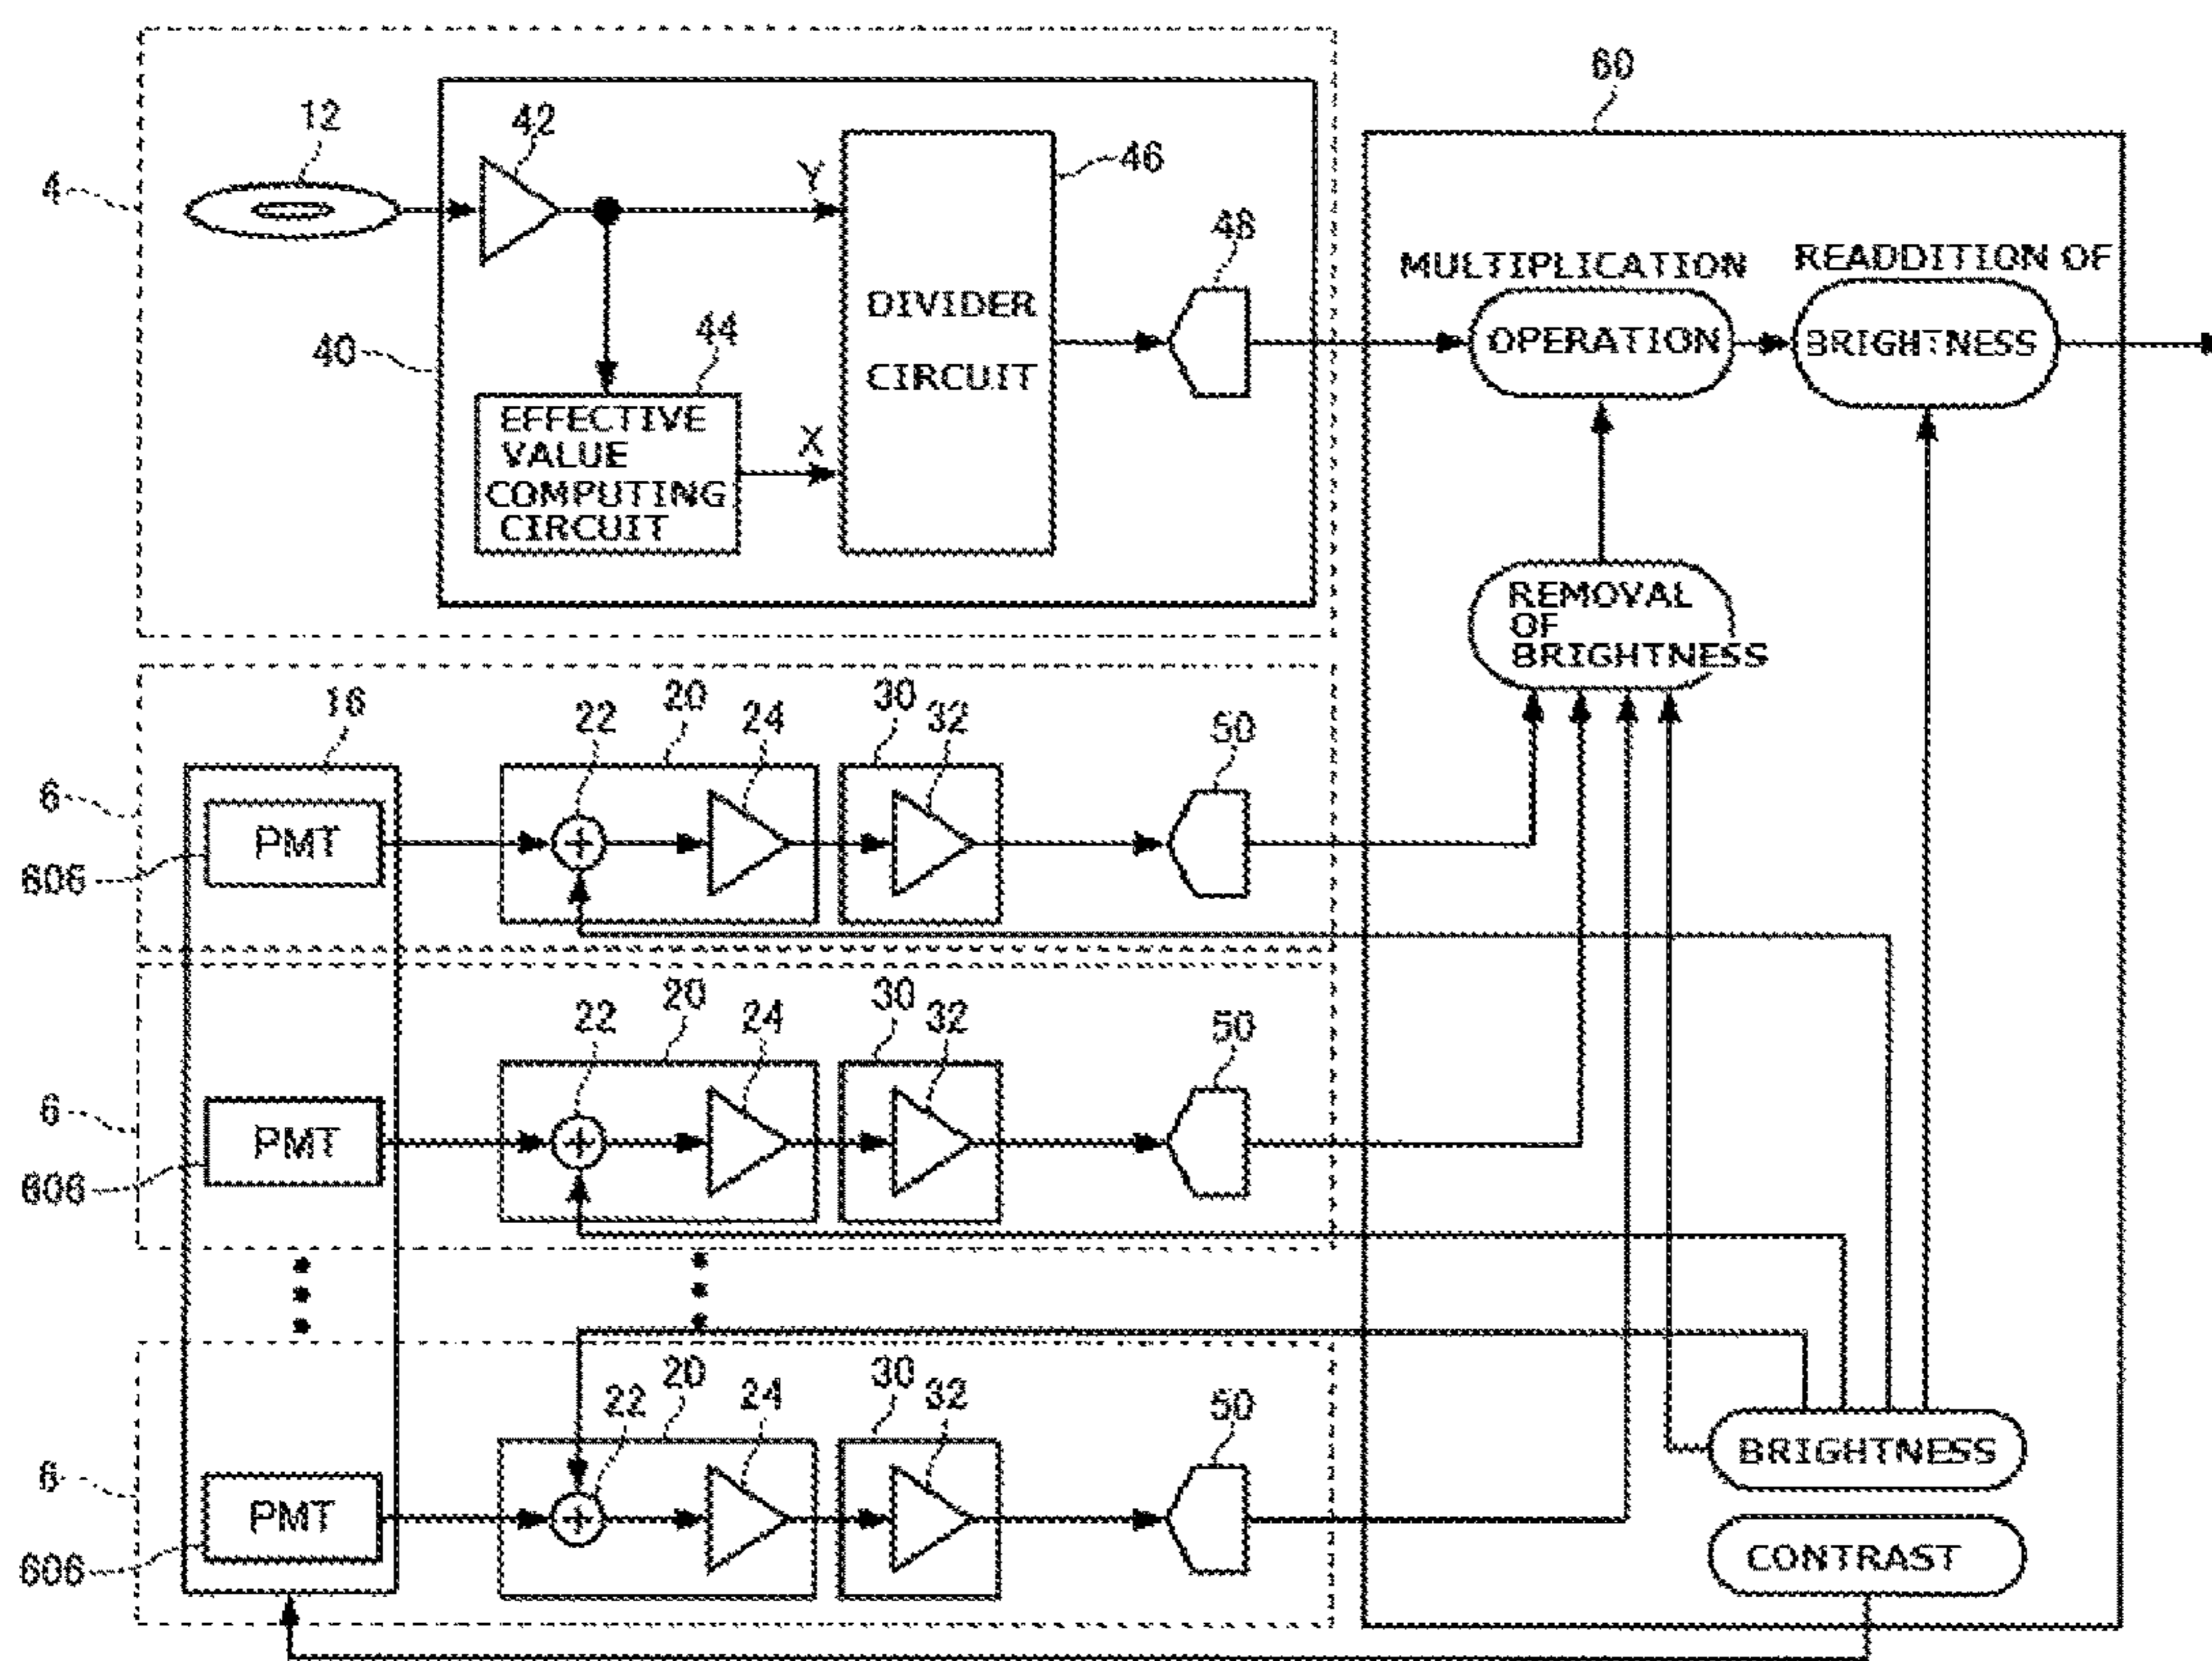 60
12
42
4
Y
46
48
MULTIPLICATION
READDITION OF
DIVIDER
CIRCUIT
OPERATION
BRIGHTNESS
40
44
EFFECTIVE
VALUE
COMPUTING
CIRCUIT
X
REMOVAL
OF
BRIGHTNESS
16
22
20
24
30
32
50
6
PMT
606
22
20
24
30
32
50
6
PMT
606
22
20
24
30
32
50
6
PMT
606
BRIGHTNESS
CONTRAST